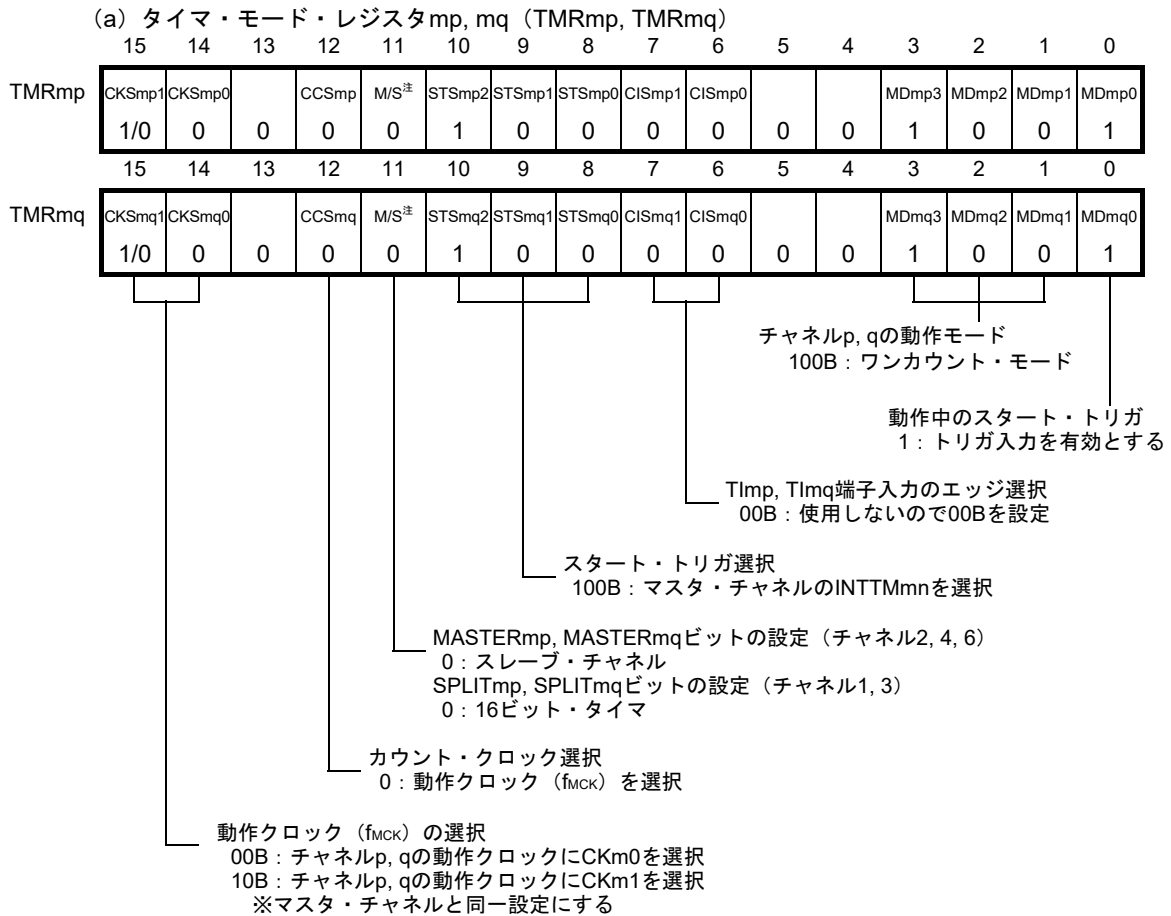 (a) タイマ・モード・レジスタmp, mq（TMRmp, TMRmq）
15 14 13 12 11 10 9 8 7 6 5 4 3 2 1 0
TMRmp CKSmp1 CKSmp0 CCSmp M/S注 STSmp2 STSmp1 STSmp0 CISmp1 CISmp0 MDmp3 MDmp2 MDmp1 MDmp0
1/0 0 0 0 0 1 0 0 0 0 0 0 1 0 0 1
15 14 13 12 11 10 9 8 7 6 5 4 3 2 1 0
TMRmq CKSmq1 CKSmq0 CCSmq M/S注 STSmq2 STSmq1 STSmq0 CISmq1 CISmq0 MDmq3 MDmq2 MDmq1 MDmq0
1/0 0 0 0 0 1 0 0 0 0 0 0 1 0 0 1
チャネルp, qの動作モード
100B：ワンカウント・モード
動作中のスタート・トリガ
1：トリガ入力を有効とする
TImp, TImq端子入力のエッジ選択
00B：使用しないので00Bを設定
スタート・トリガ選択
100B：マスタ・チャネルのINTTMmnを選択
MASTERmp, MASTERmqビットの設定（チャネル2, 4, 6）
0：スレーブ・チャネル
SPLITmp, SPLITmqビットの設定（チャネル1, 3）
0：16ビット・タイマ
カウント・クロック選択
0：動作クロック（fMCK）を選択
動作クロック（fMCK）の選択
00B：チャネルp, qの動作クロックにCKm0を選択
10B：チャネルp, qの動作クロックにCKm1を選択
※マスタ・チャネルと同一設定にする